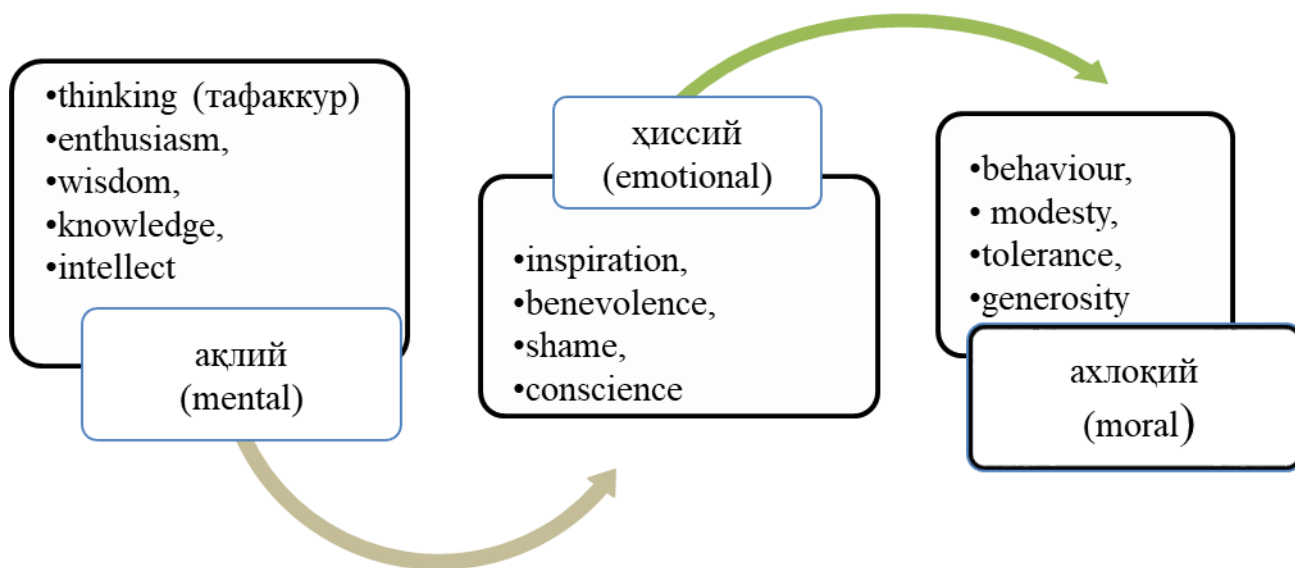 •thinking (тафаккур)
•enthusiasm,
•wisdom,
•knowledge,
•intellect
ақлий
(mental)
ҳиссий
(emotional)
•inspiration,
•benevolence,
•shame,
•conscience
•behaviour,
• modesty,
•tolerance,
•generosity
ахлоқий
(moral)